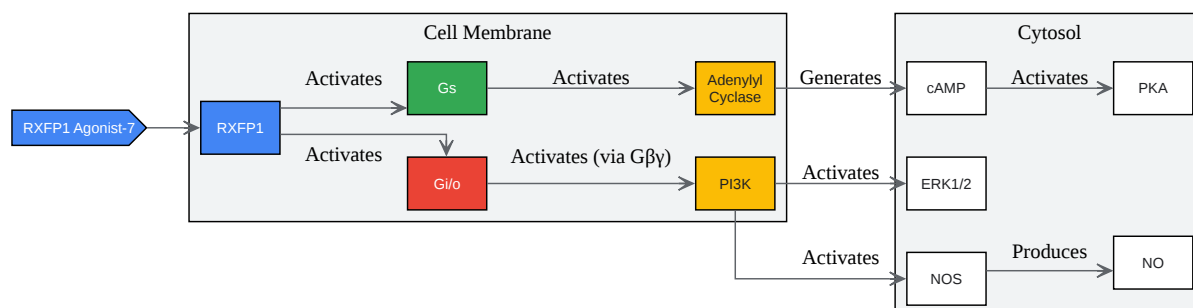 Cell Membrane
Cytosol
Activates
Activates
Generates
Activates
Gs
Adenylyl
Cyclase
cAMP
PKA
RXFP1 Agonist-7
RXFP1
Activates
Activates (via Gβγ)
Activates
Gi/o
PI3K
ERK1/2
Activates
Produces
NOS
NO